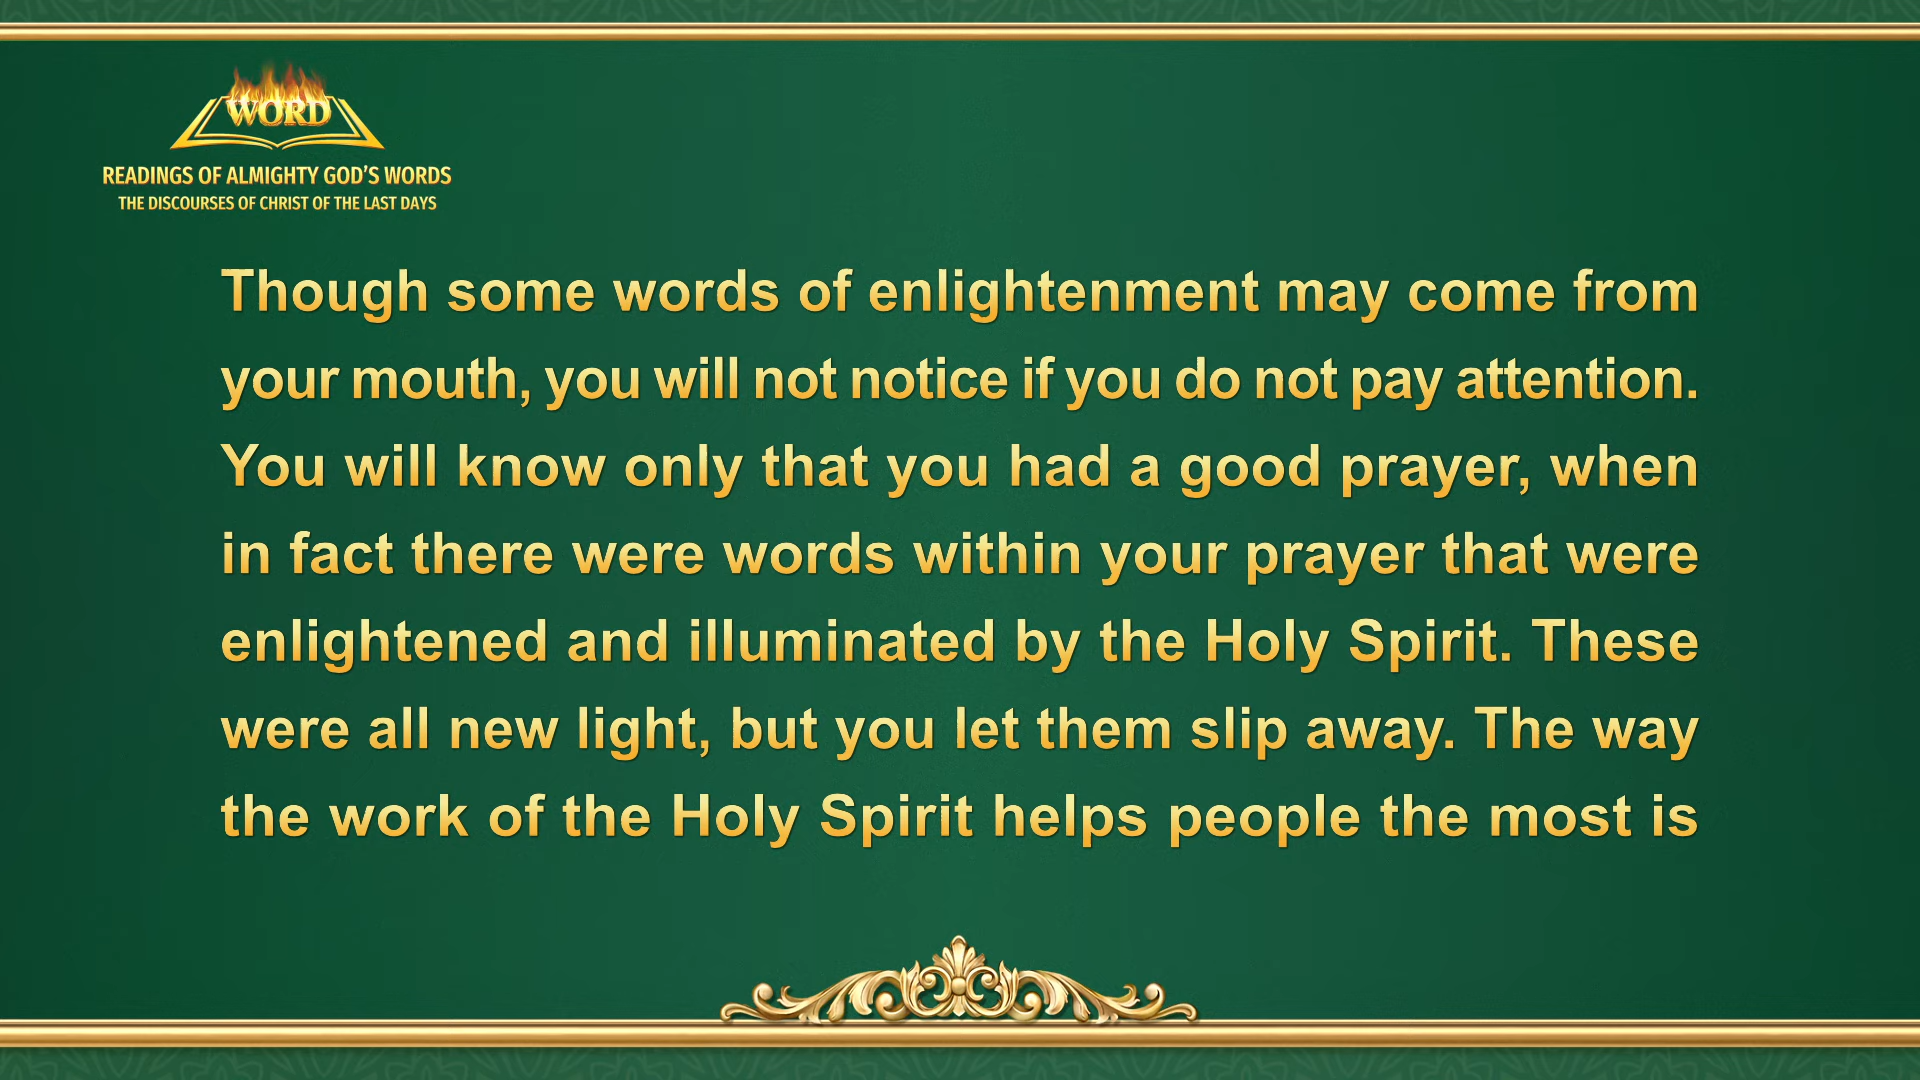 WORD
READINGS OF ALMIGHTY GOD'S WORDS
THE DISCOURSES OF CHRIST OF THE LAST DAYS
Though some words of enlightenment may come from
your mouth, you will not notice if you do not pay attention.
You will know only that you had a good prayer, when
in fact there were words within your prayer that were
enlightened and illuminated by the Holy Spirit. These
were all new light, but you let them slip away. The way
the work of the Holy Spirit helps people the most is